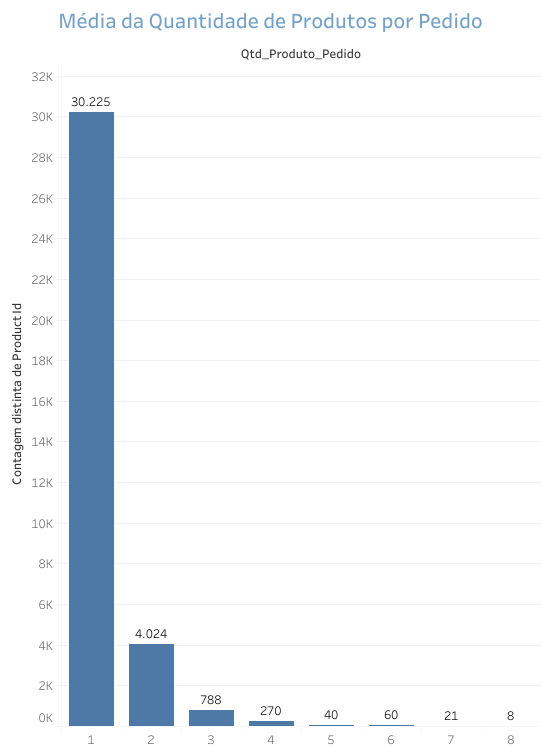 Média da Quantidade de Produtos por Pedido
Qtd_Produto_Pedido
Contagem distinta de Product Id
32K
30K
28K
26K
24K
22K
20K
18K
16K
14K
12K
10K
8K
6K
4K
2K
0K
30.225
4.024
788
270
40
60
21
8
1 2 3 4 5 6 7 8